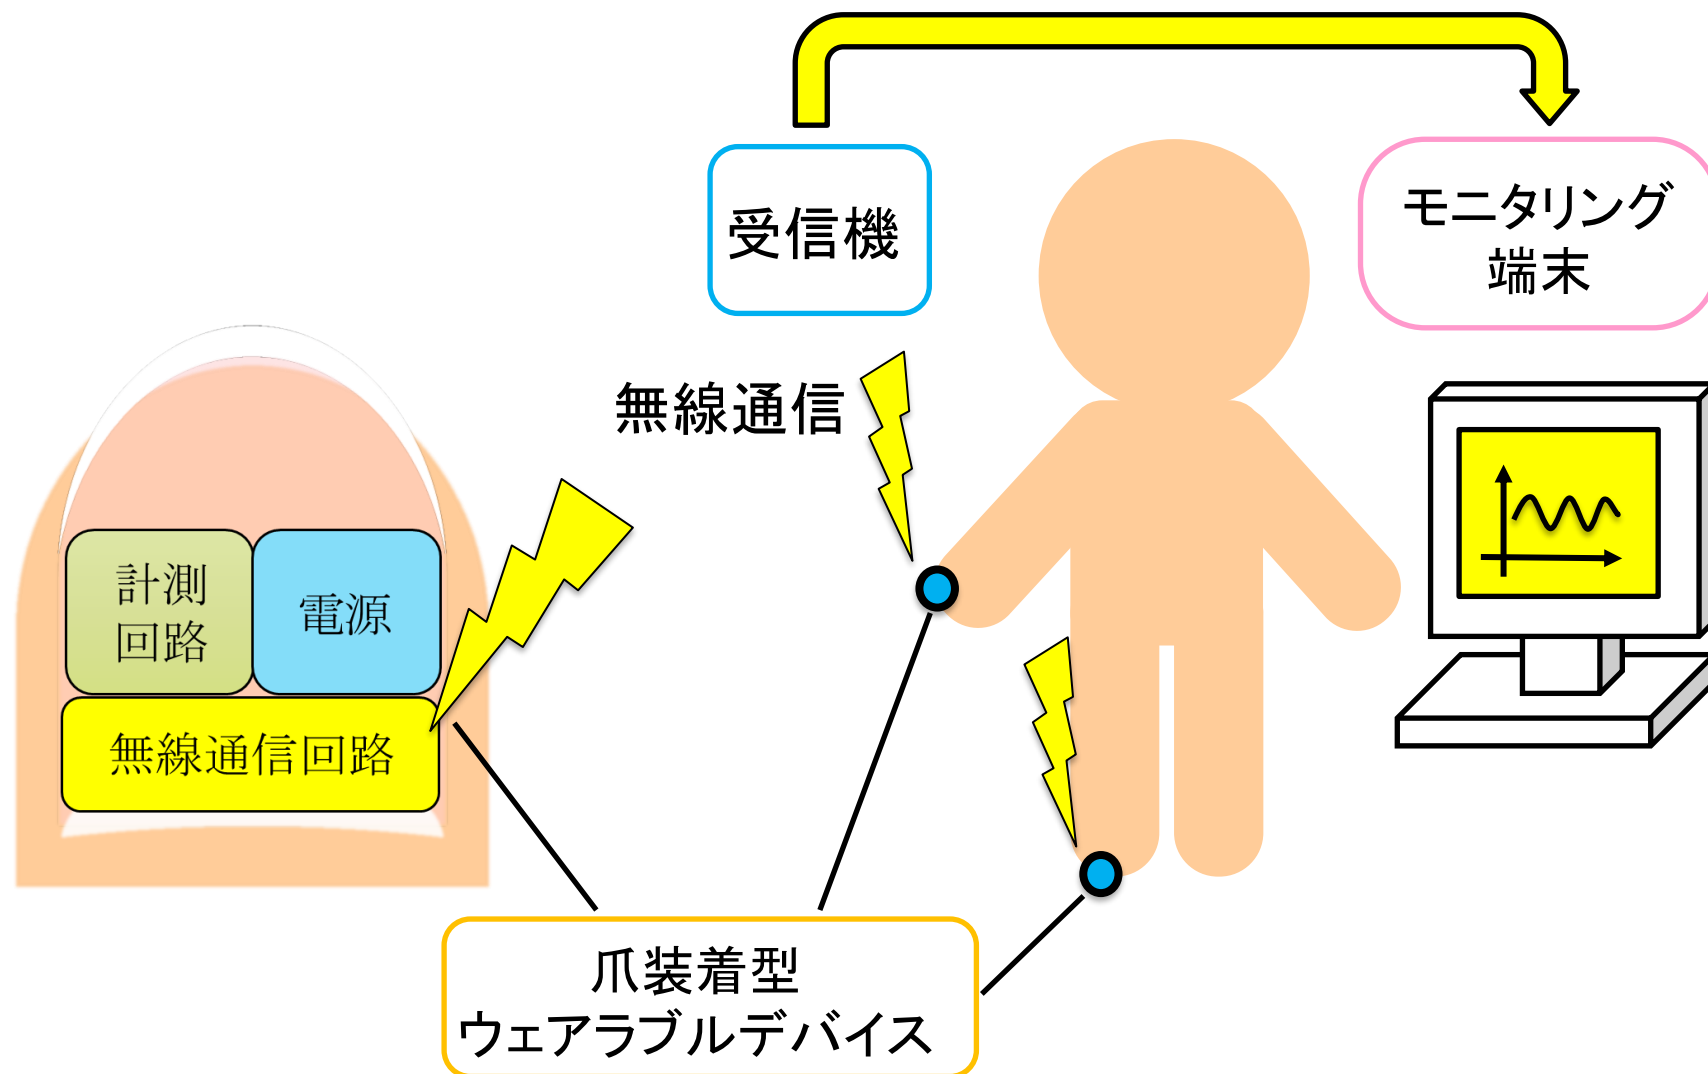 受信機
モニタリング
端末
無線通信
計測
回路
電源
無線通信回路
爪装着型
ウェアラブルデバイス